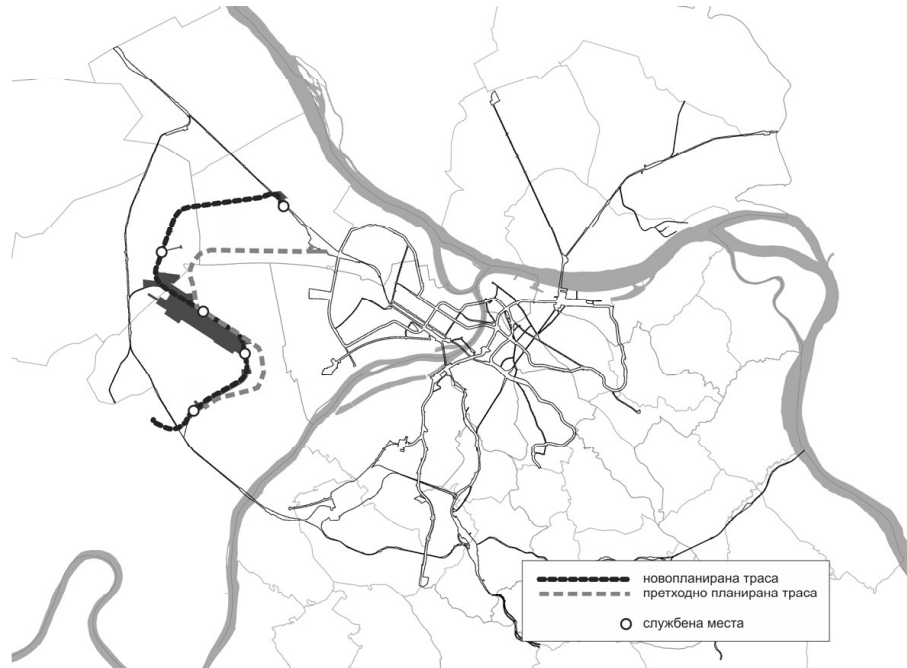 новопланирана траса
претходно планирана траса
службена места